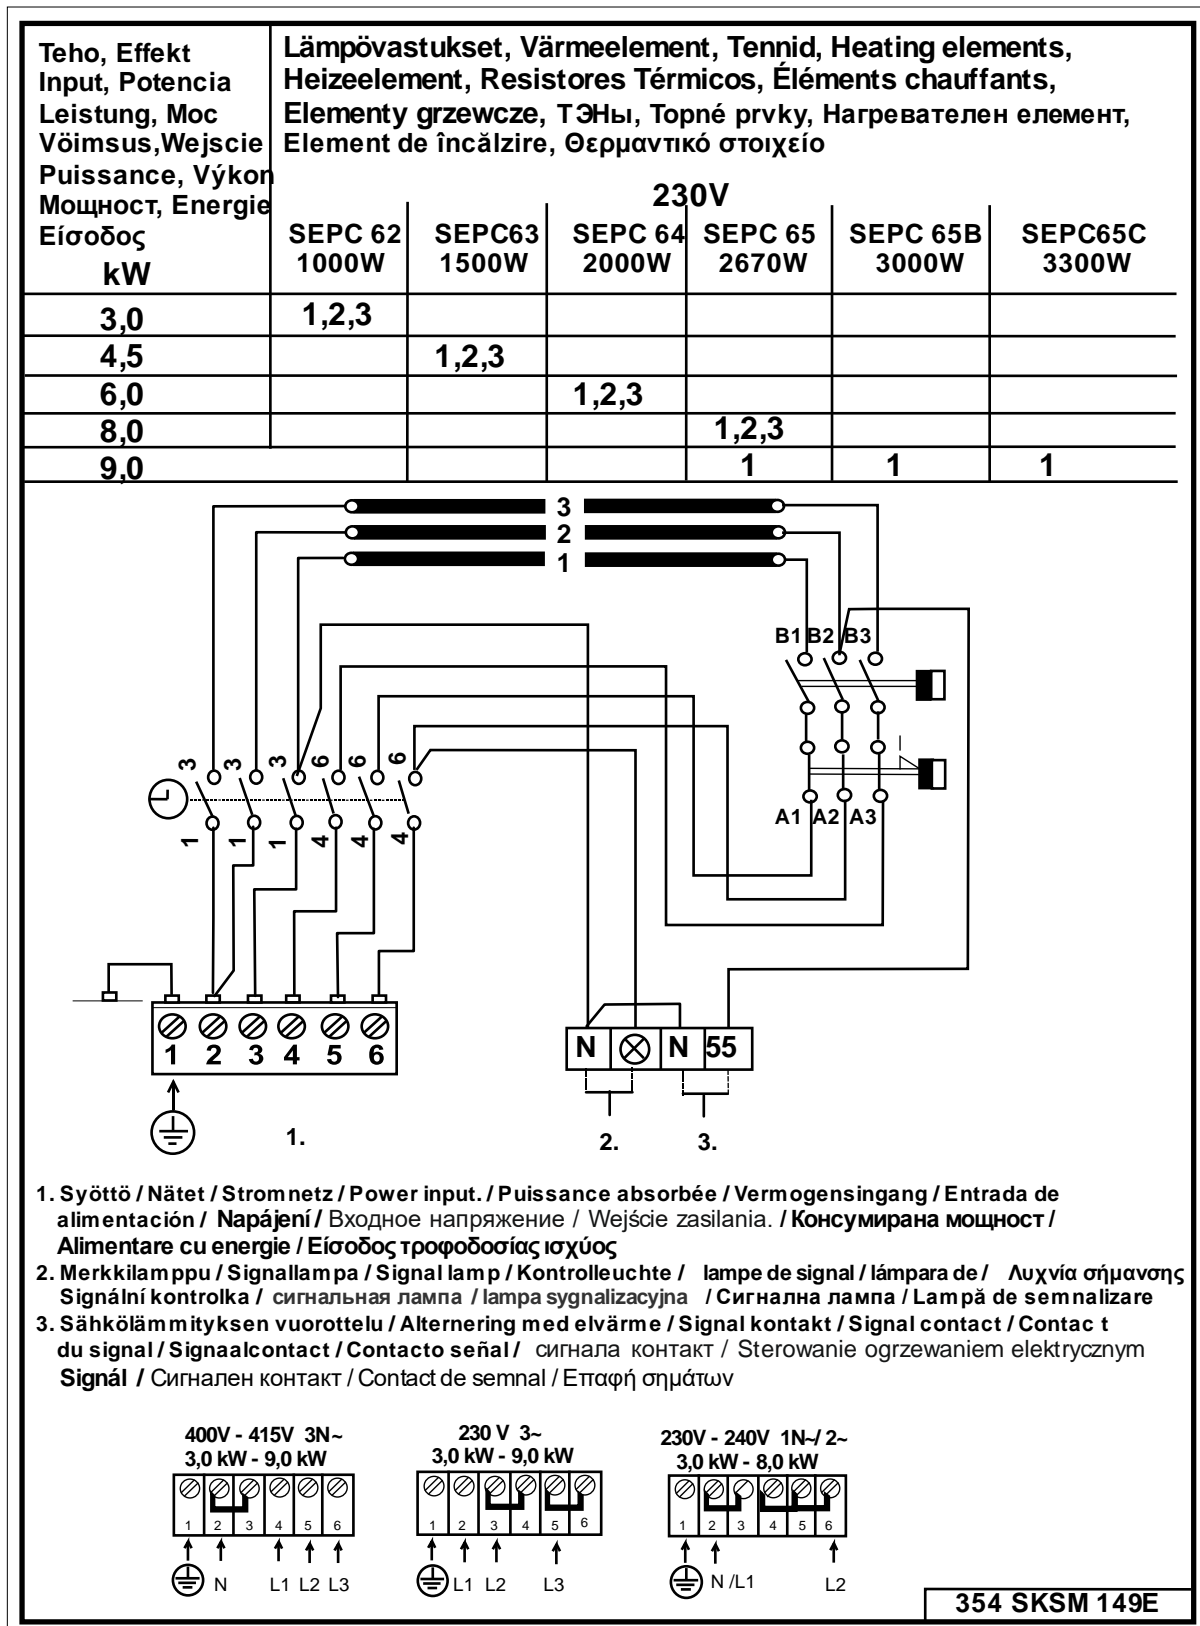 Teho, Effekt
Input, Potencia
Leistung, Moc
Vöimsus,Wejscie
Puissance, Výkon
Мощност, Energie
Είσοδος
kW
Lämpövastukset, Värmeelement, Tennid, Heating elements,
Heizeelement, Resistores Térmicos, Éléments chauffants,
Elementy grzewcze, ТЭНы, Topné prvky, Нагревателен елемент,
Element de încălzire, Θερμαντικό στοιχείο
230V
SEPC 62 SEPC63 SEPC 64 SEPC 65 SEPC 65B SEPC65C
1000W 1500W 2000W 2670W 3000W 3300W
3,0 1,2,3
4,5 1,2,3
6,0 1,2,3
8,0 1,2,3
9,0 1 1 1
3
2
1
B1 B2 B3
3 3 3 6 6 6
A1 A2 A3
1 1 1 4 4 4
N N 55
1 2 3 4 5 6
1. 2. 3.
1. Syöttö / Nätet / Stromnetz / Power input. / Puissance absorbée / Vermogensingang / Entrada de
alimentación / Napájení / Входное напряжение / Wejście zasilania. / Консумирана мощност /
Alimentare cu energie / Είσοδος τροφοδοσίας ισχύος
2. Merkkilamppu / Signallampa / Signal lamp / Kontrolleuchte / lampe de signal / lámpara de / Λυχνία σήμανσης
Signální kontrolka / сигнальная лампа / lampa sygnalizacyjna / Сигнална лампа / Lampă de semnalizare
3. Sähkölämmityksen vuorottelu / Alternering med elvärme / Signal kontakt / Signal contact / Contac t
du signal / Signaalcontact / Contacto señal / сигнала контакт / Sterowanie ogrzewaniem elektrycznym
Signál / Сигнален контакт / Contact de semnal / Επαφή σημάτων
400V - 415V 3N~
3,0 kW - 9,0 kW
1 2 3 4 5 6
N L1 L2 L3
230 V 3~
3,0 kW - 9,0 kW
1 2 3 4 5 6
L1 L2 L3
230V - 240V 1N~/ 2~
3,0 kW - 8,0 kW
1 2 3 4 5 6
N /L1 L2
354 SKSM 149E